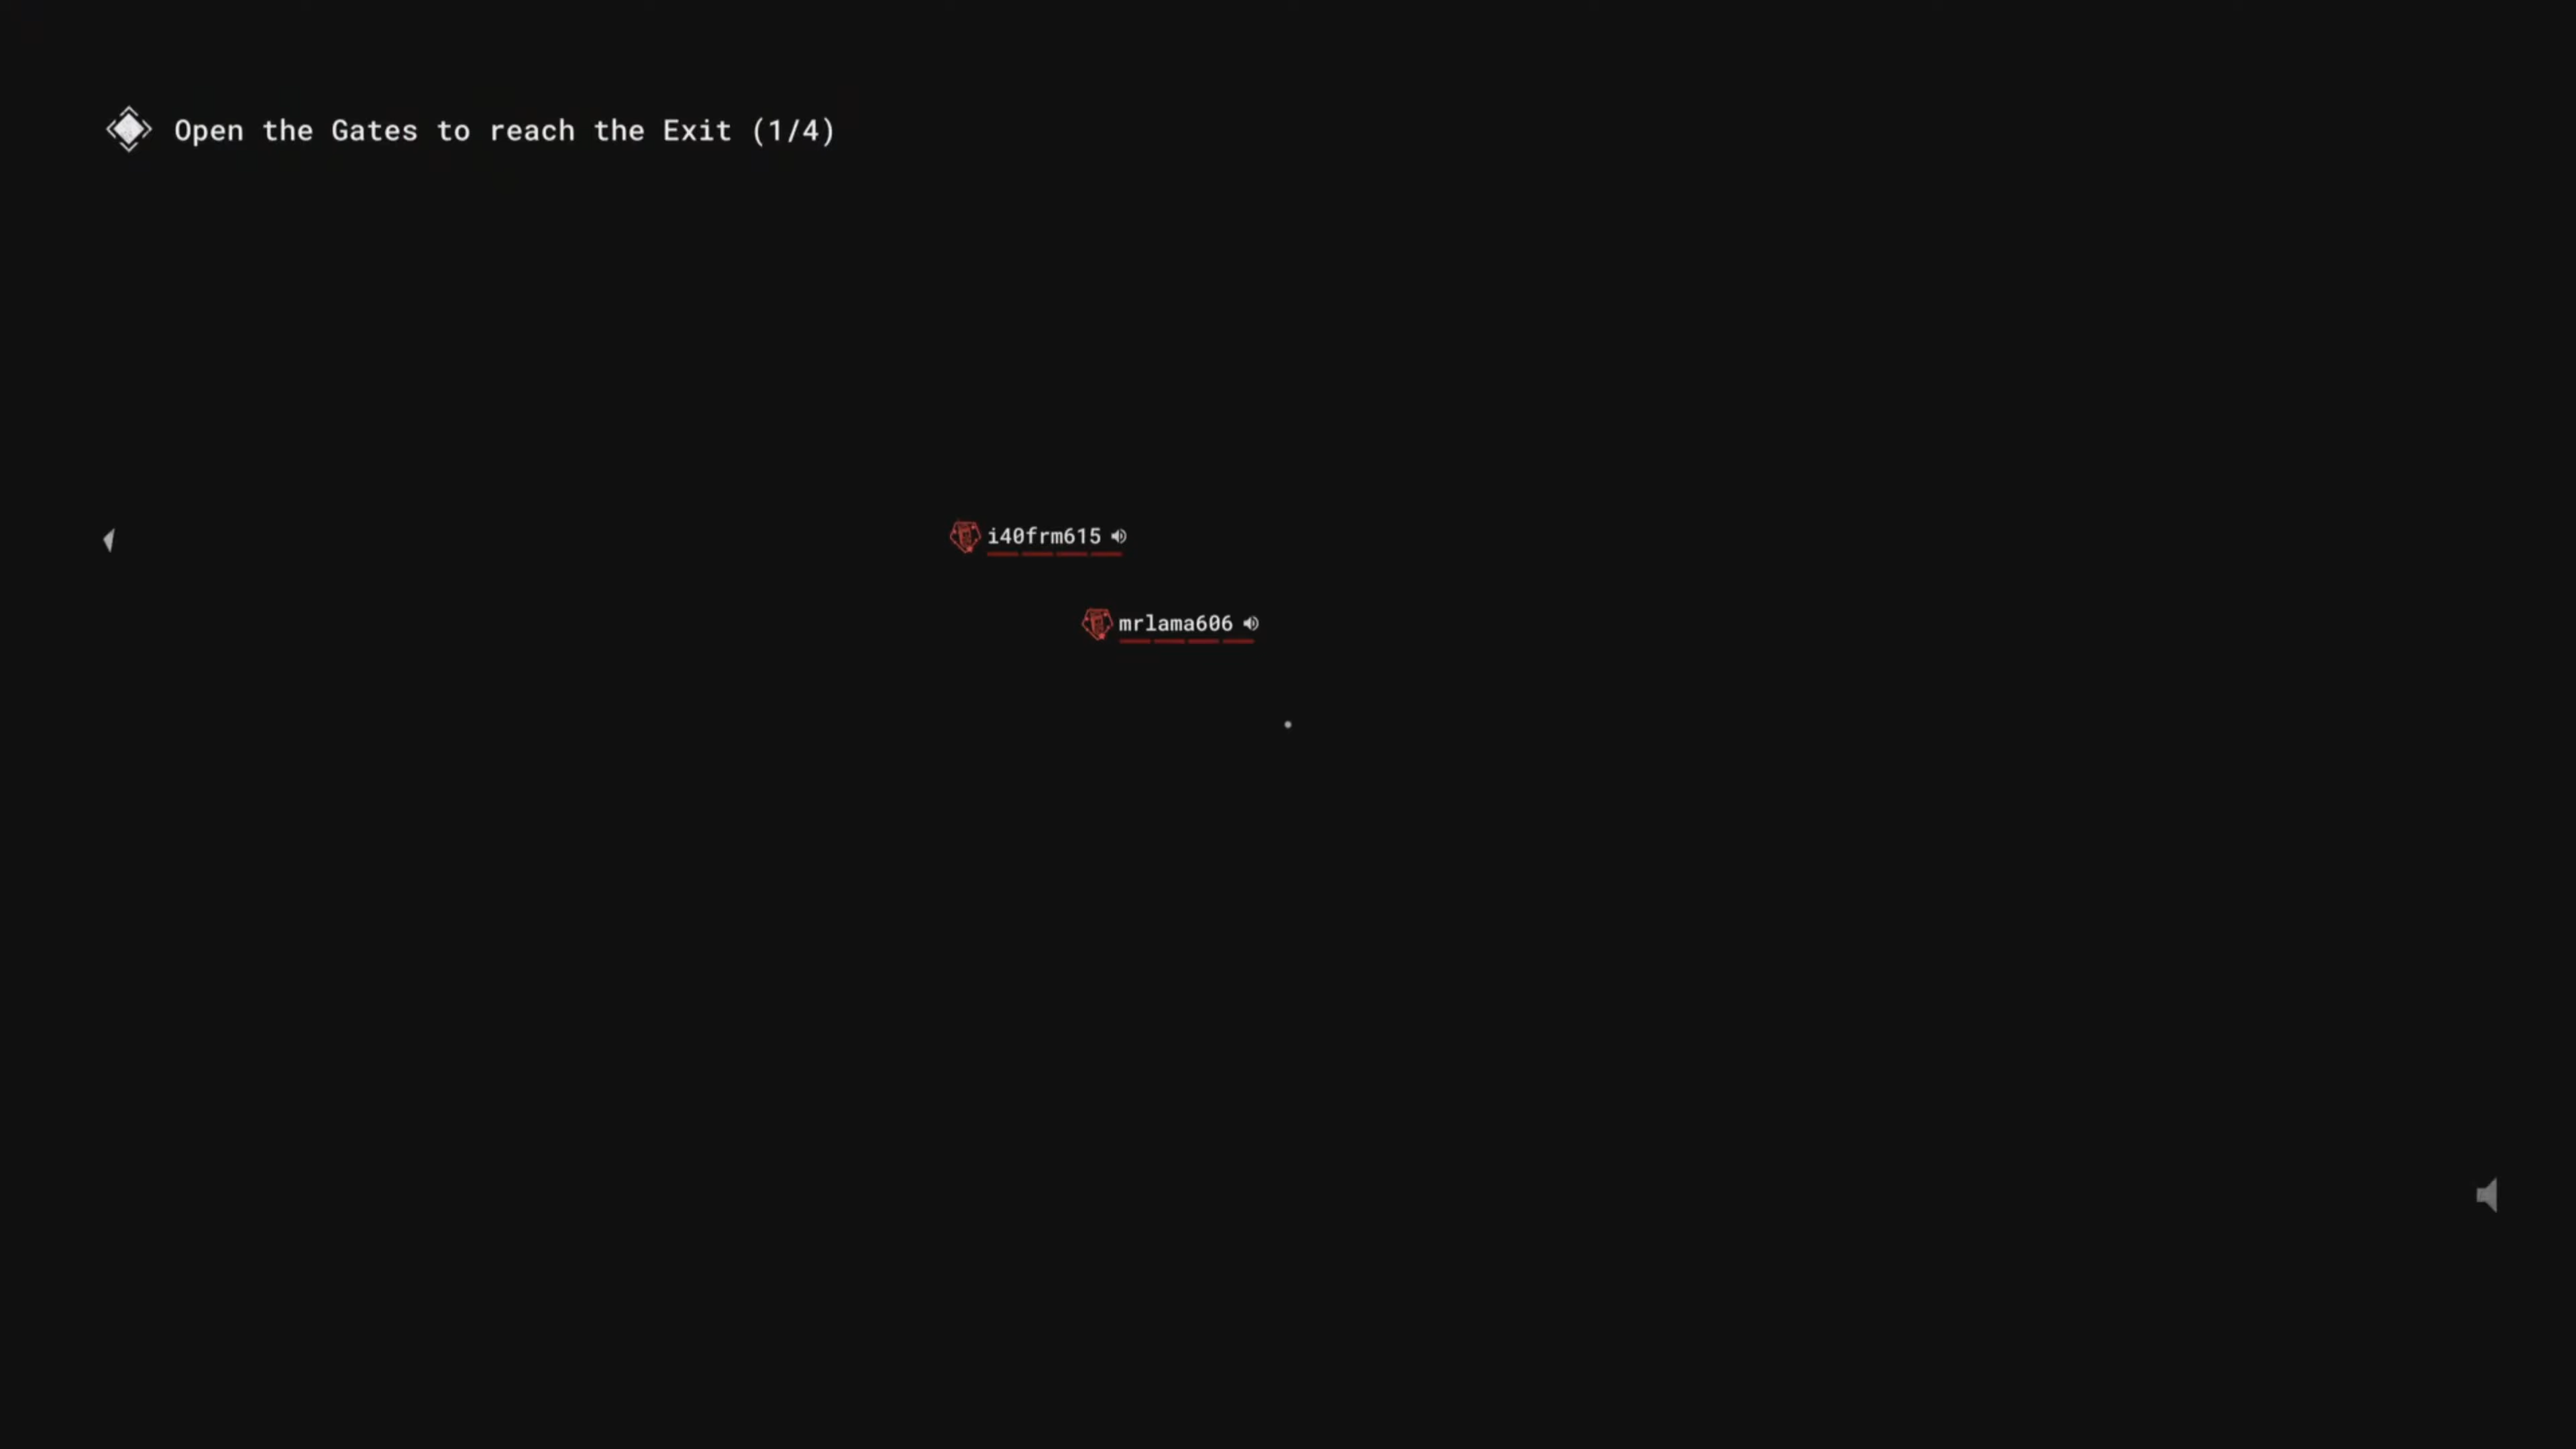 Open the Gates to reach the Exit (1/4)
i40frm615
mrlama606